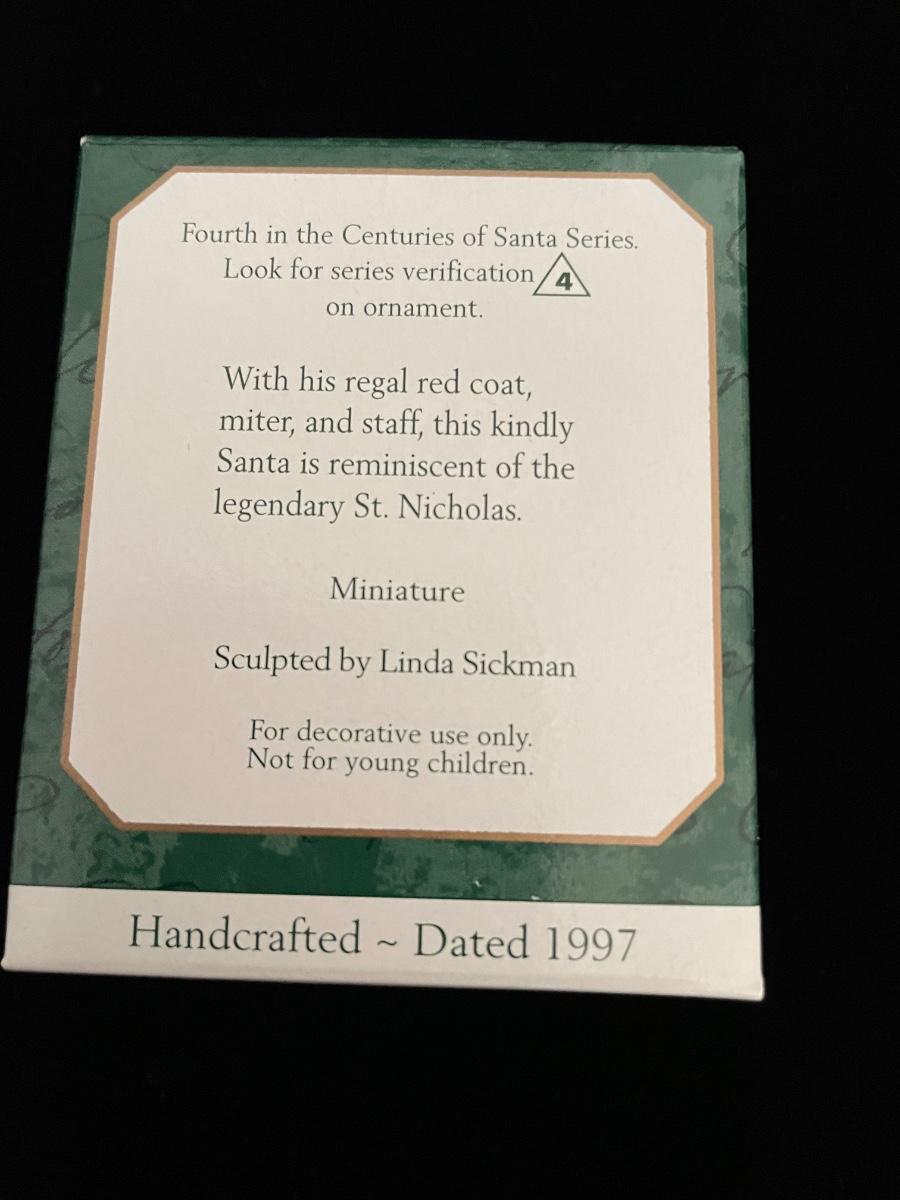 Fourth in the Centuries of Santa Series.
Look for series verification 4
on ornament.
With his regal red coat,
miter, and staff, this kindly
Santa is reminiscent of the
legendary St. Nicholas.
Miniature
Sculpted by Linda Sickman
For decorative use only.
Not for young children.
Handcrafted ~ Dated 1997